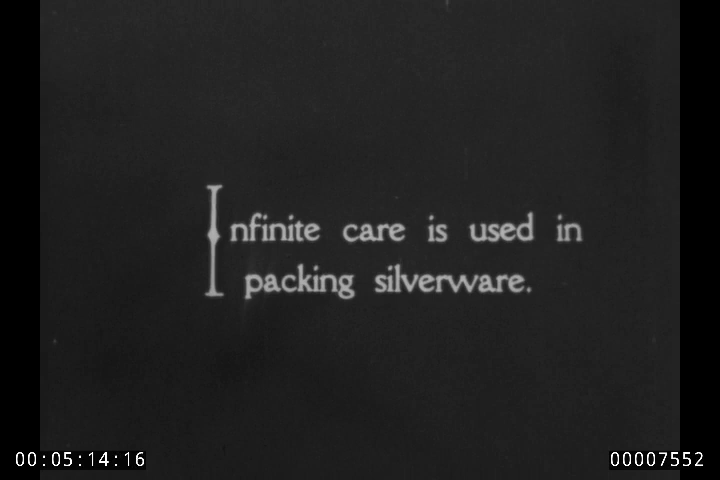 Infinite care is used in
packing silverware.
00:05:14:16 00007552